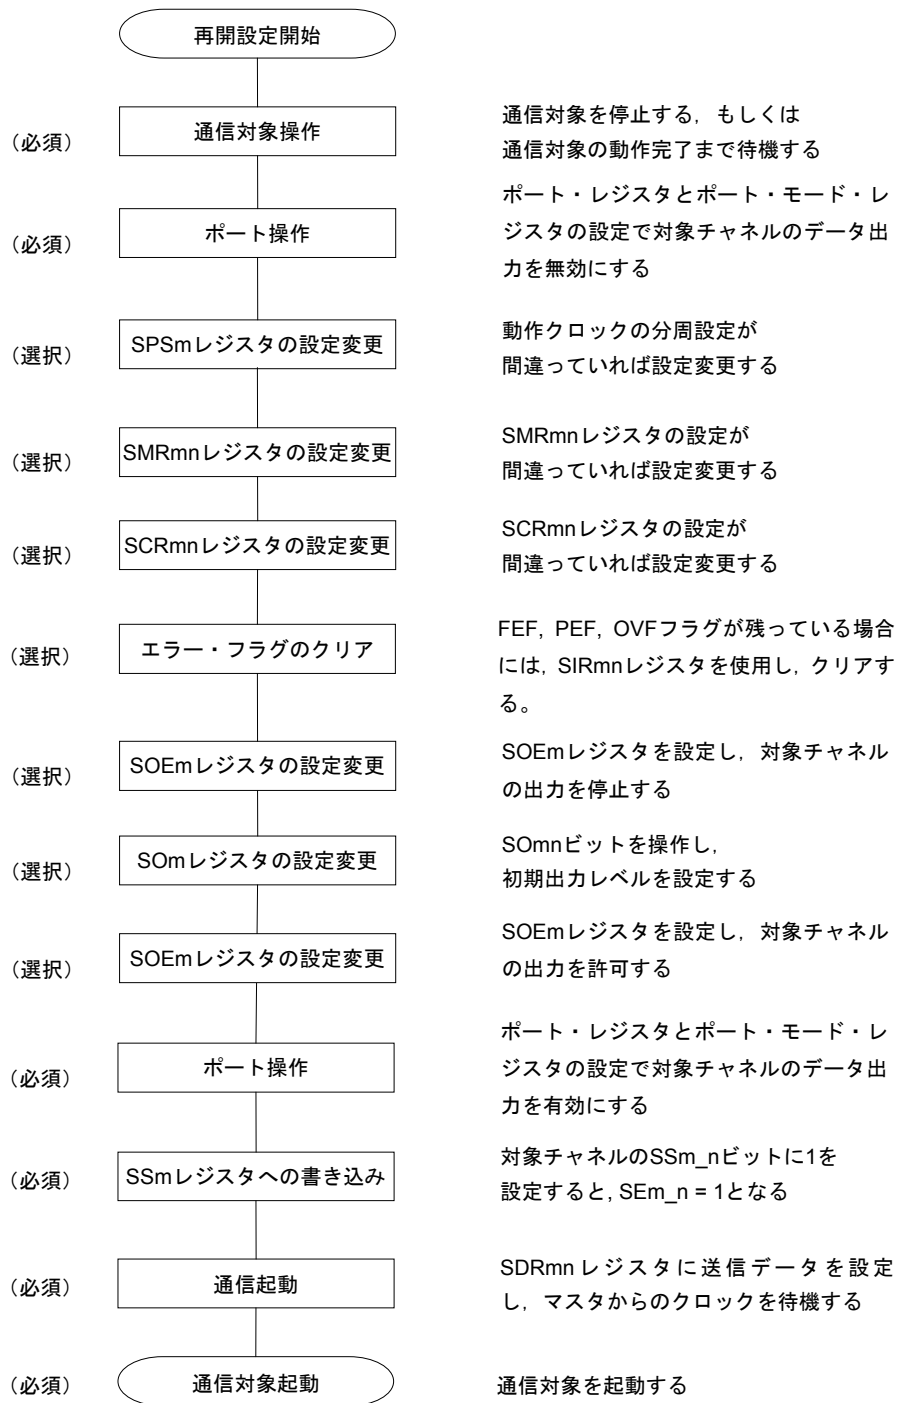 再開設定開始
（必須）
通信対象操作
通信対象を停止する，もしくは
通信対象の動作完了まで待機する
（必須）
ポート操作
ポート・レジスタとポート・モード・レ
ジスタの設定で対象チャネルのデータ出
力を無効にする
（選択）
SPSmレジスタの設定変更
動作クロックの分周設定が
間違っていれば設定変更する
（選択）
SMRmnレジスタの設定変更
SMRmnレジスタの設定が
間違っていれば設定変更する
（選択）
SCRmnレジスタの設定変更
SCRmnレジスタの設定が
間違っていれば設定変更する
（選択）
エラー・フラグのクリア
FEF, PEF, OVFフラグが残っている場合
には, SIRmnレジスタを使用し, クリアす
る。
（選択）
SOEmレジスタの設定変更
SOEmレジスタを設定し，対象チャネル
の出力を停止する
（選択）
SOmレジスタの設定変更
SOmnビットを操作し，
初期出力レベルを設定する
（選択）
SOEmレジスタの設定変更
SOEmレジスタを設定し，対象チャネル
の出力を許可する
（必須）
ポート操作
ポート・レジスタとポート・モード・レ
ジスタの設定で対象チャネルのデータ出
力を有効にする
（必須）
SSmレジスタへの書き込み
対象チャネルのSSm_nビットに1を
設定すると, SEm_n = 1となる
（必須）
通信起動
SDRmnレジスタに送信データを設定
し，マスタからのクロックを待機する
（必須）
通信対象起動
通信対象を起動する